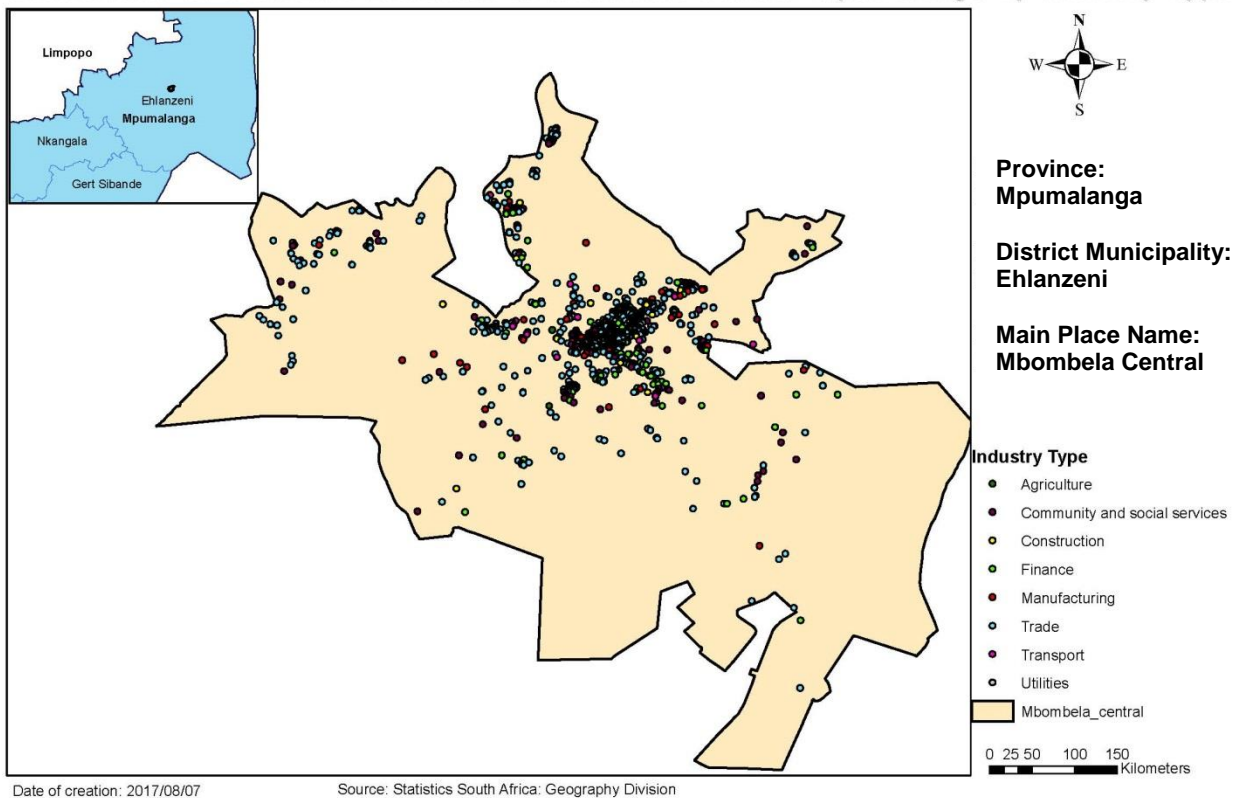 Limpopo
Ehlanzeni
Mpumalanga
Nkangala
Gert Sibande
N
W E
S
Province:
Mpumalanga
District Municipality:
Ehlanzeni
Main Place Name:
Mbombela Central
Industry Type
Agriculture
Community and social services
Construction
Finance
Manufacturing
Trade
Transport
Utilities
Mbombela_central
0 25 50 100 150
Kilometers
Date of creation: 2017/08/07 Source: Statistics South Africa: Geography Division